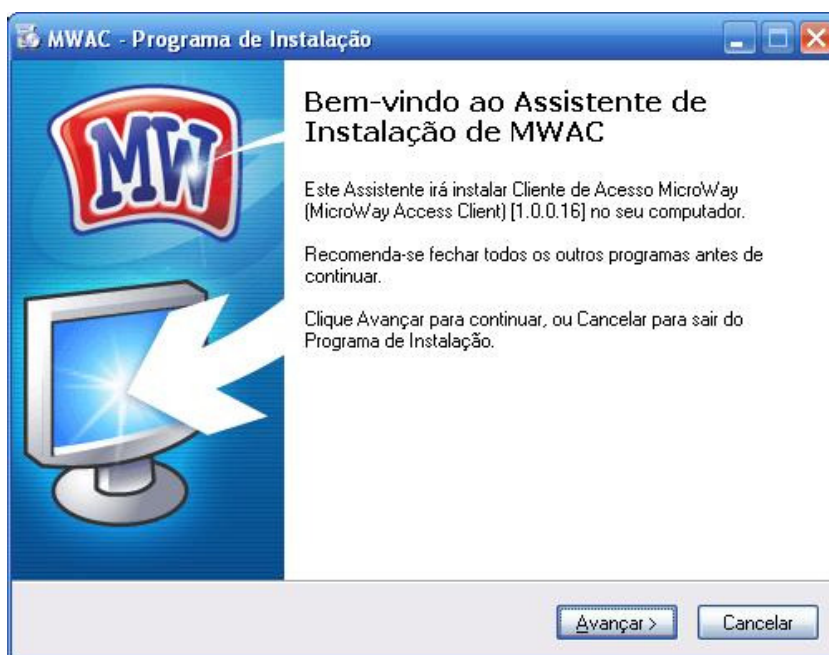 MWAC - Programa de Instalação
MW
Bem-vindo ao Assistente de
Instalação de MWAC
Este Assistente irá instalar Cliente de Acesso MicroWay
(MicroWay Access Client) [1.0.0.16] no seu computador.
Recomenda-se fechar todos os outros programas antes de
continuar.
Clique Avançar para continuar, ou Cancelar para sair do
Programa de Instalação.
Avançar >
Cancelar